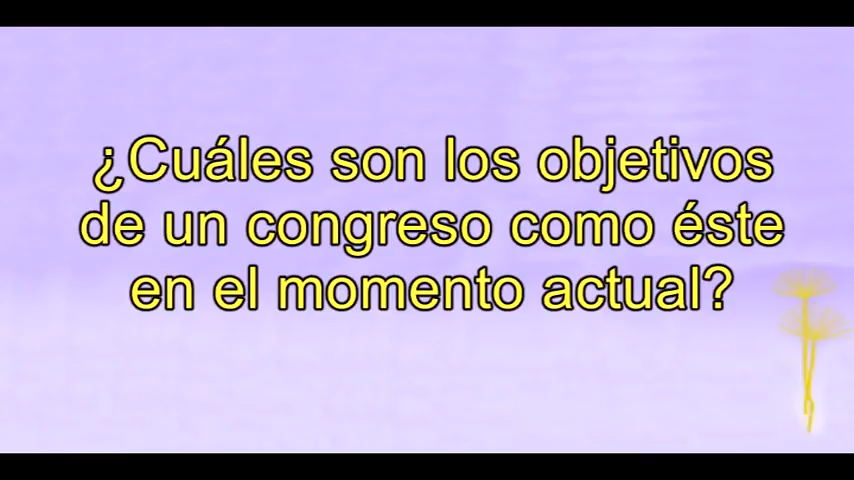 ¿Cuáles son los objetivos
de un congreso como éste
en el momento actual?